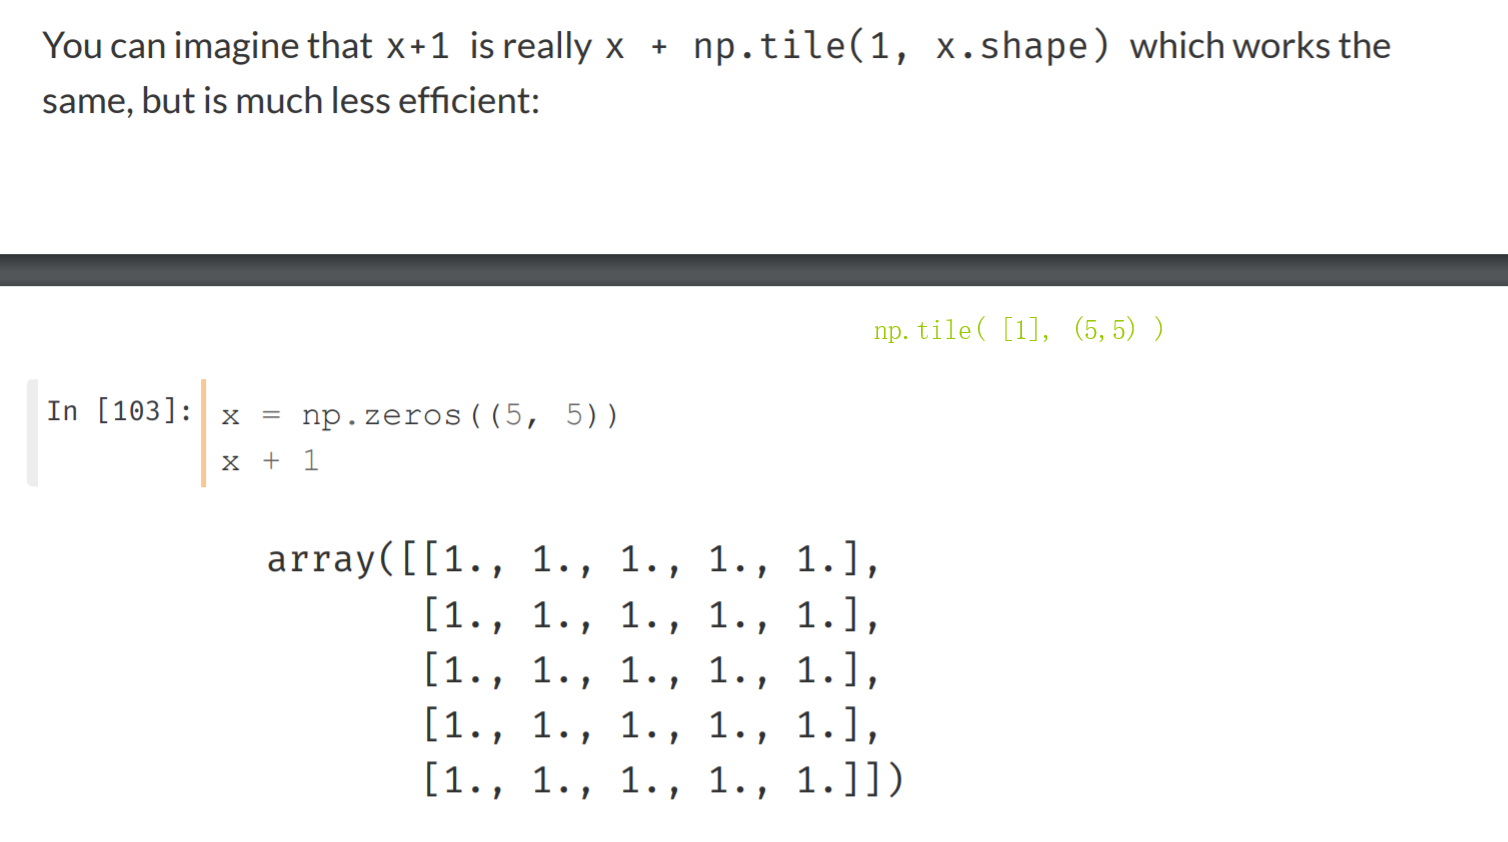 You can imagine that x+1 is really x + np.tile(1, x.shape) which works the
same, but is much less efficient:
np.tile( [1], (5,5) )
In [103]: x = np.zeros((5, 5))
x + 1
array([[1., 1., 1., 1., 1.],
[1., 1., 1., 1., 1.],
[1., 1., 1., 1., 1.],
[1., 1., 1., 1., 1.],
[1., 1., 1., 1., 1.]])